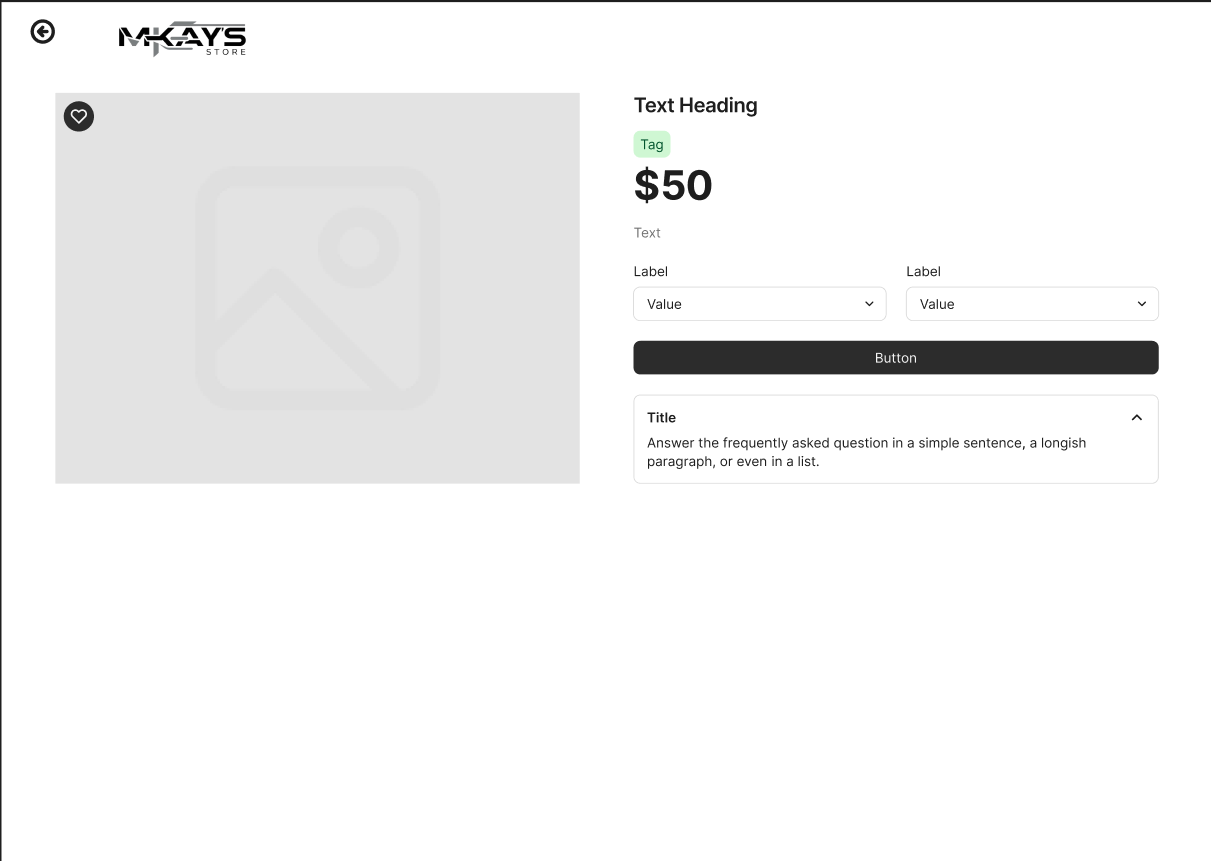 MKAY'S
STORE
Text Heading
Tag
$50
Text
Label
Label
Value
Value
Button
Title
Answer the frequently asked question in a simple sentence, a longish
paragraph, or even in a list.